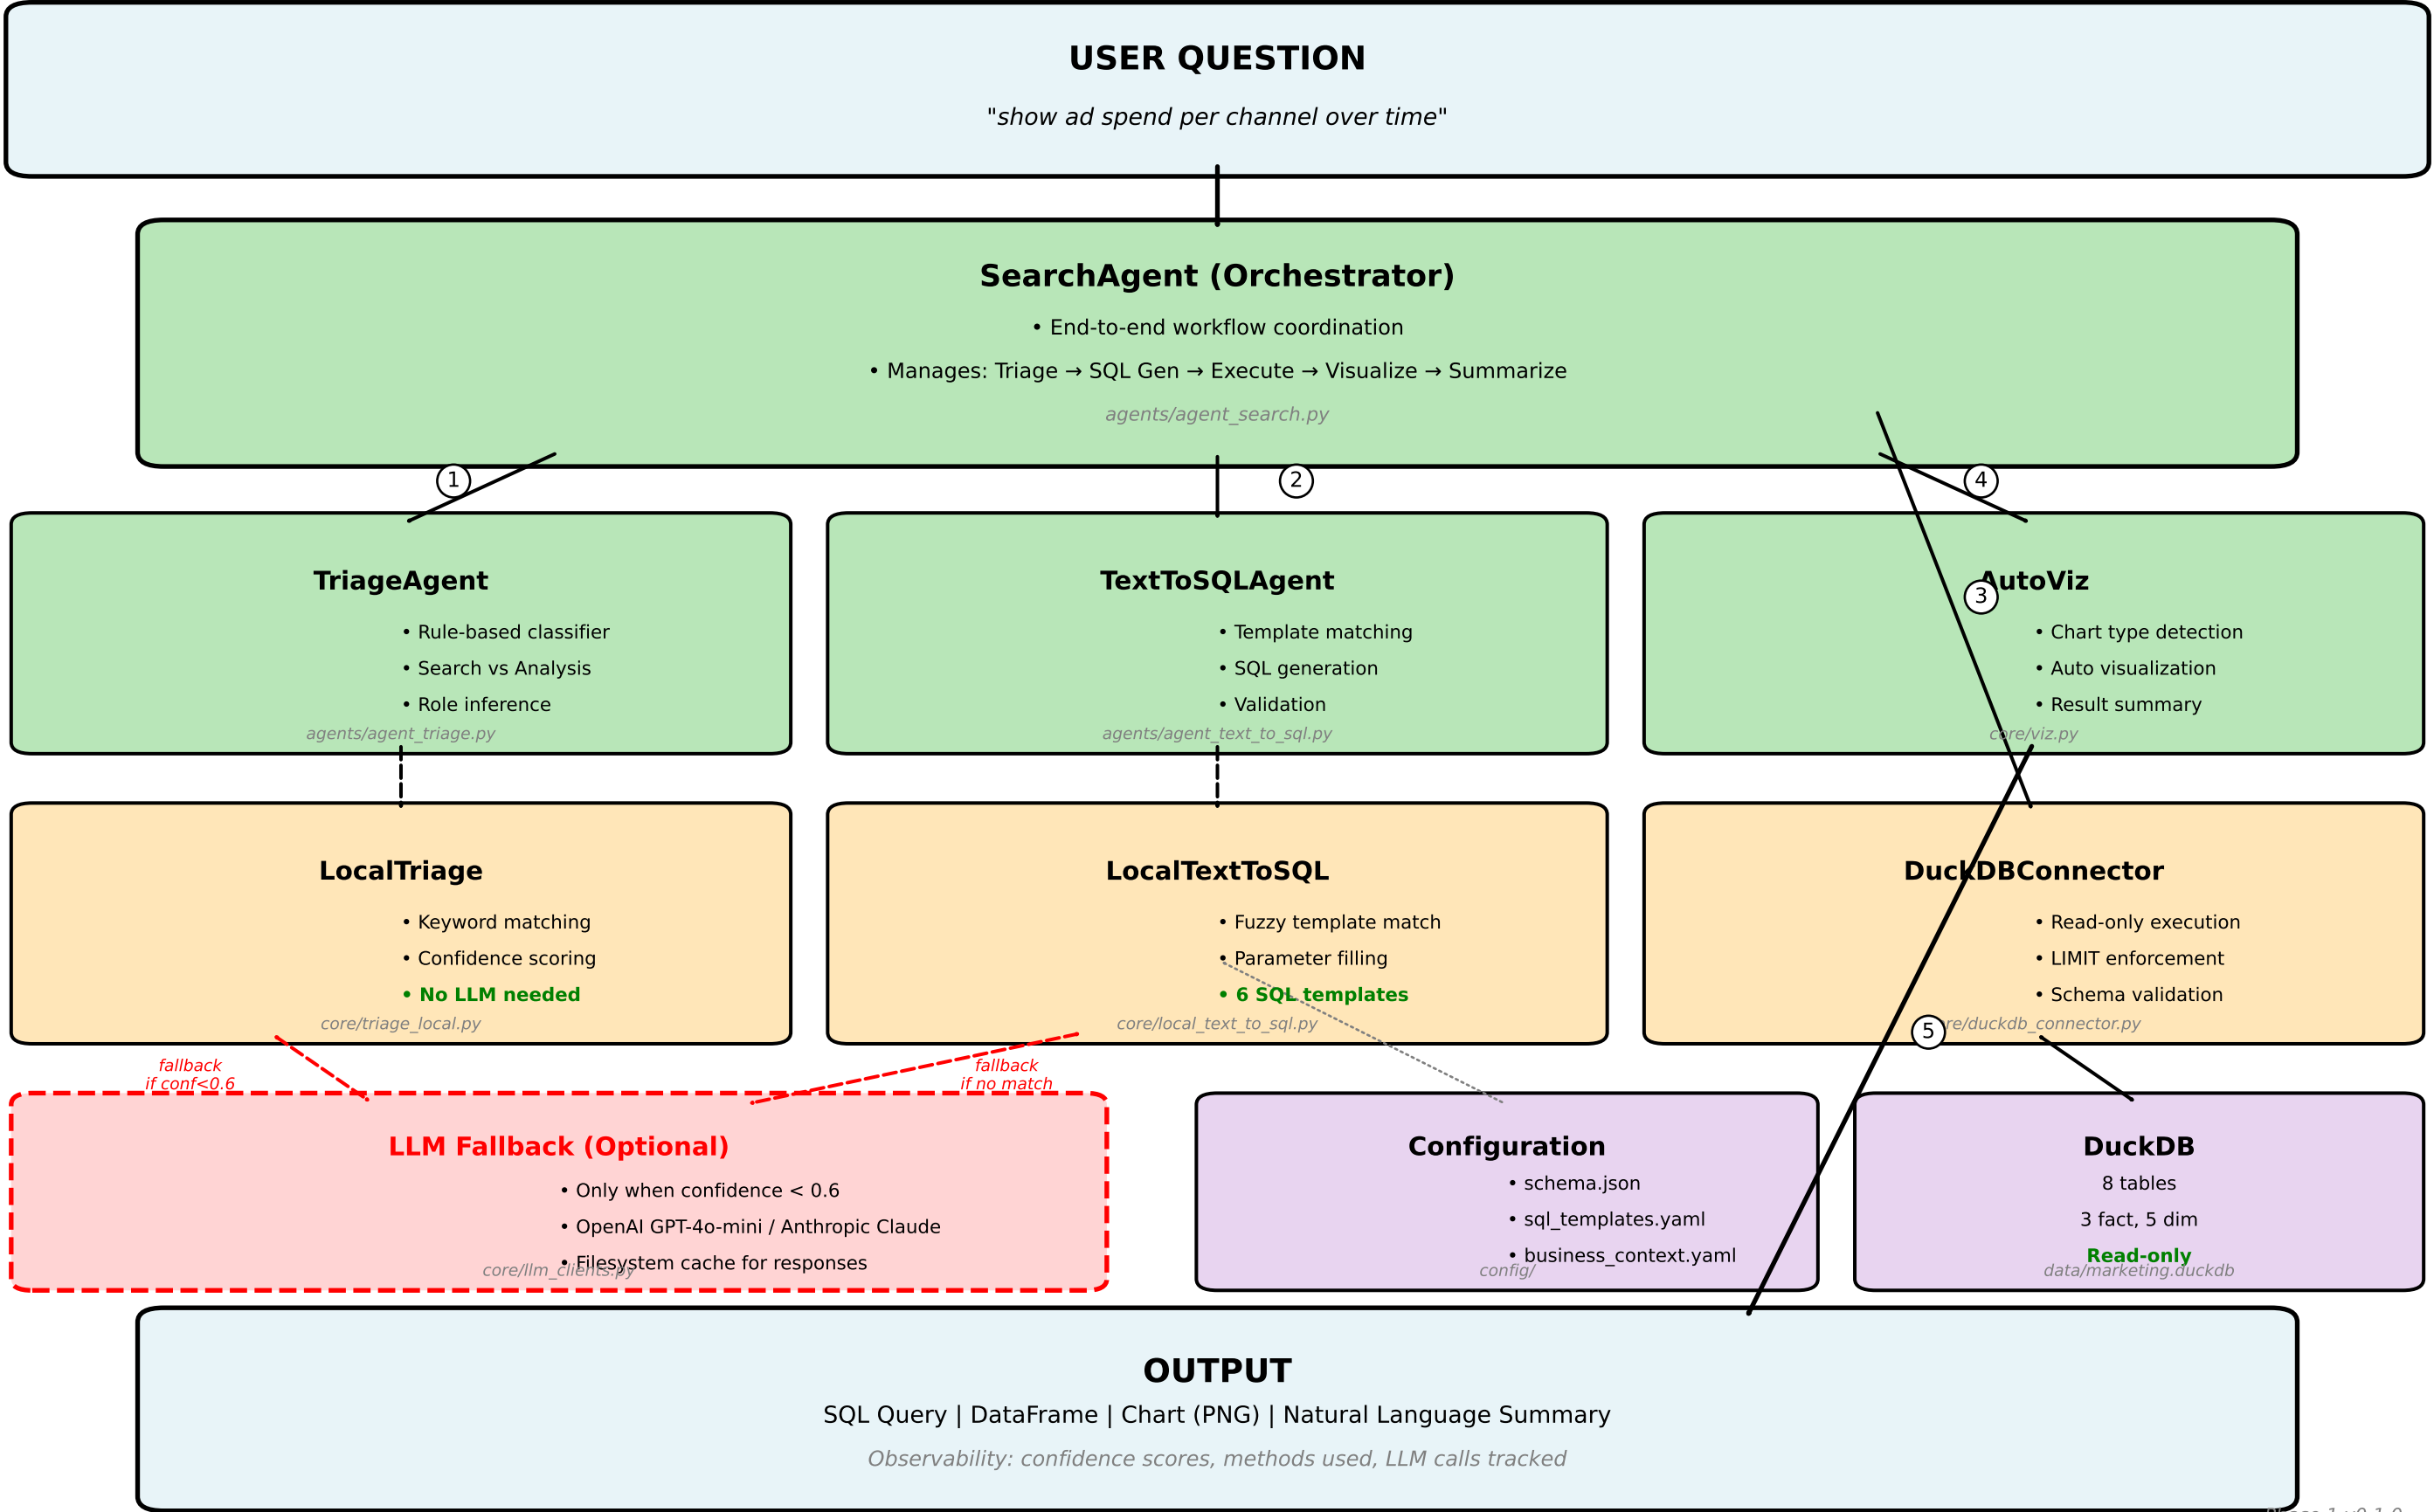 USER QUESTION
"show ad spend per channel over time"
SearchAgent (Orchestrator)
• End-to-end workflow coordination
• Manages: Triage → SQL Gen → Execute → Visualize → Summarize
agents/agent_search.py
1
2
4
TriageAgent
• Rule-based classifier
• Search vs Analysis
• Role inference
agents/agent_triage.py
TextToSQLAgent
• Template matching
• SQL generation
• Validation
agents/agent_text_to_sql.py
AutoViz
3
• Chart type detection
• Auto visualization
• Result summary
core/viz.py
LocalTriage
• Keyword matching
• Confidence scoring
• No LLM needed
core/triage_local.py
LocalTextToSQL
• Fuzzy template match
• Parameter filling
• 6 SQL templates
core/local_text_to_sql.py
DuckDBConnector
• Read-only execution
• LIMIT enforcement
• Schema validation
re/duckdb_connector.py
5
fallback
if conf<0.6
fallback
if no match
LLM Fallback (Optional)
• Only when confidence < 0.6
• OpenAI GPT-4o-mini / Anthropic Claude
• Filesystem cache for responses
core/llm_clients.py
Configuration
• schema.json
• sql_templates.yaml
• business_context.yaml
config/
DuckDB
8 tables
3 fact, 5 dim
Read-only
data/marketing.duckdb
OUTPUT
SQL Query | DataFrame | Chart (PNG) | Natural Language Summary
Observability: confidence scores, methods used, LLM calls tracked